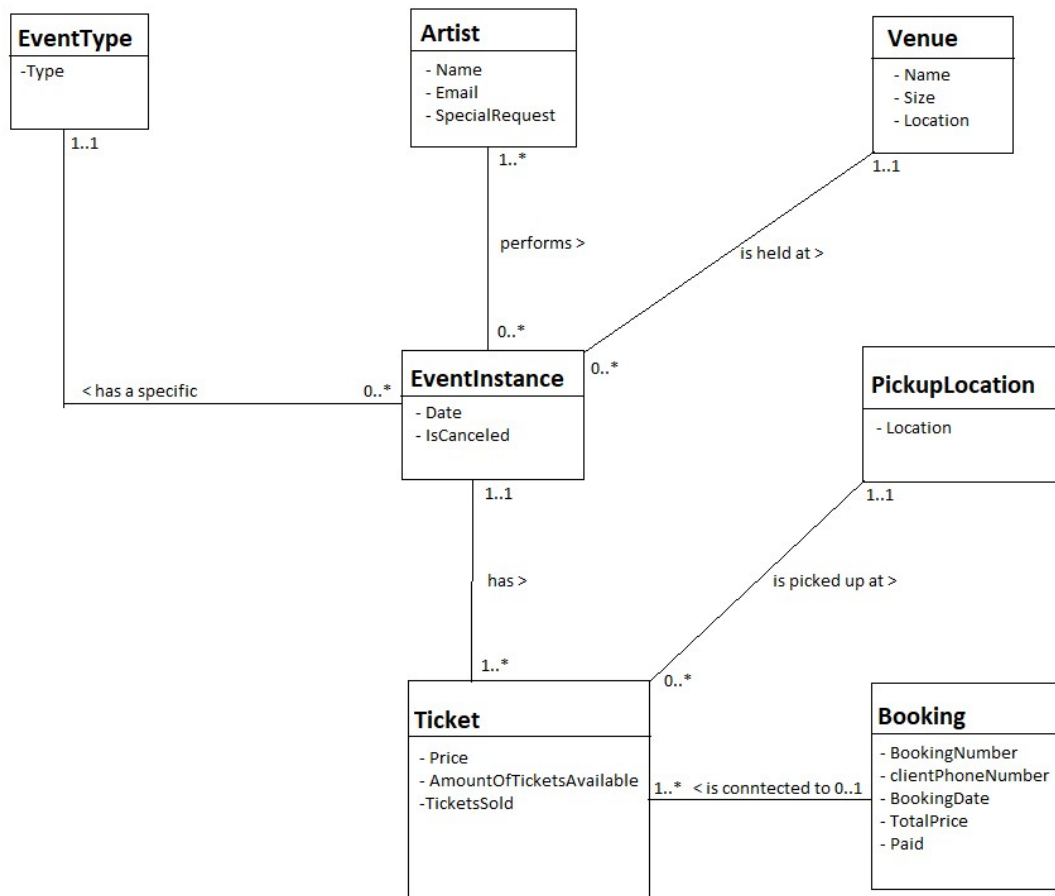 EventType
-Type
1..1
Artist
- Name
- Email
- SpecialRequest
1..*
Venue
- Name
- Size
- Location
1..1
performs >
is held at >
0..*
0..*
< has a specific
0..*
EventInstance
- Date
- IsCanceled
1..1
PickupLocation
- Location
1..1
has >
is picked up at >
1..*
0..*
Ticket
- Price
- AmountOfTicketsAvailable
-TicketsSold
1..* < is conntected to 0..1
Booking
- BookingNumber
- clientPhoneNumber
- BookingDate
- TotalPrice
- Paid